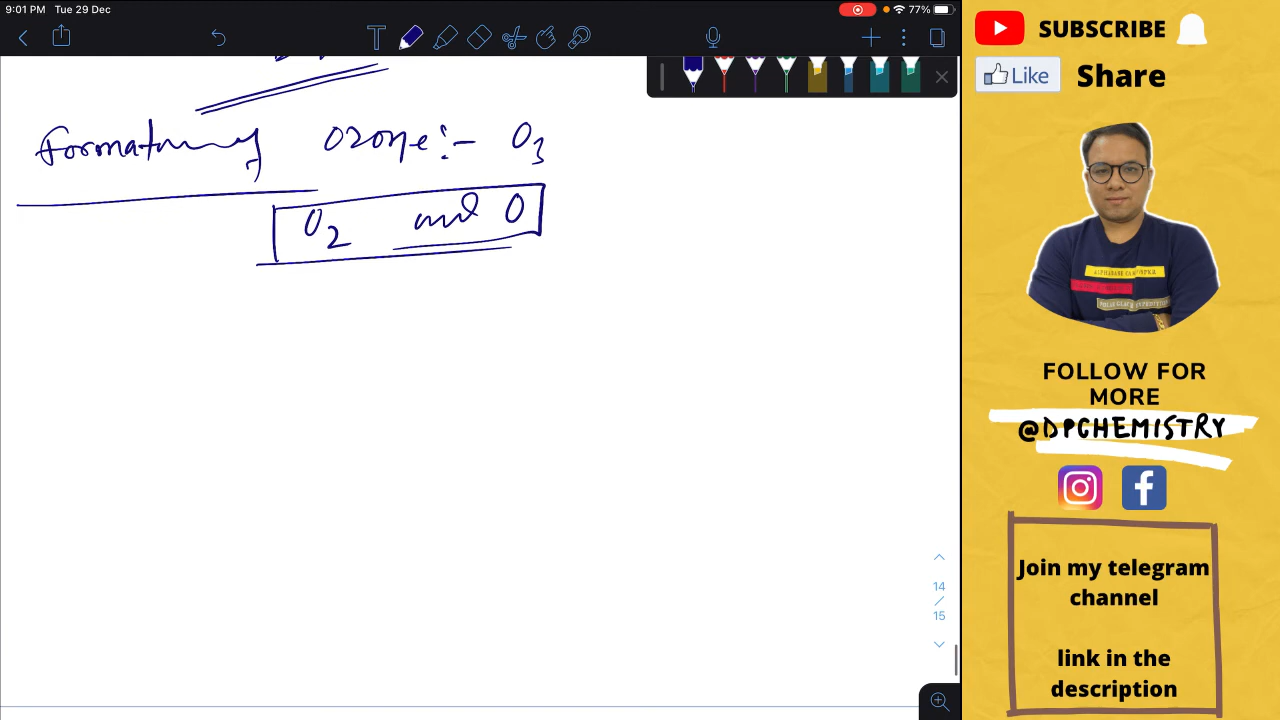 9:01 PM Tue 29 Dec
77%
Formation of ozone:- O3
O2 and O
14
/
15
SUBSCRIBE
Like Share
FOLLOW FOR
MORE
@DPCHEMISTRY
Join my telegram
channel
link in the
description